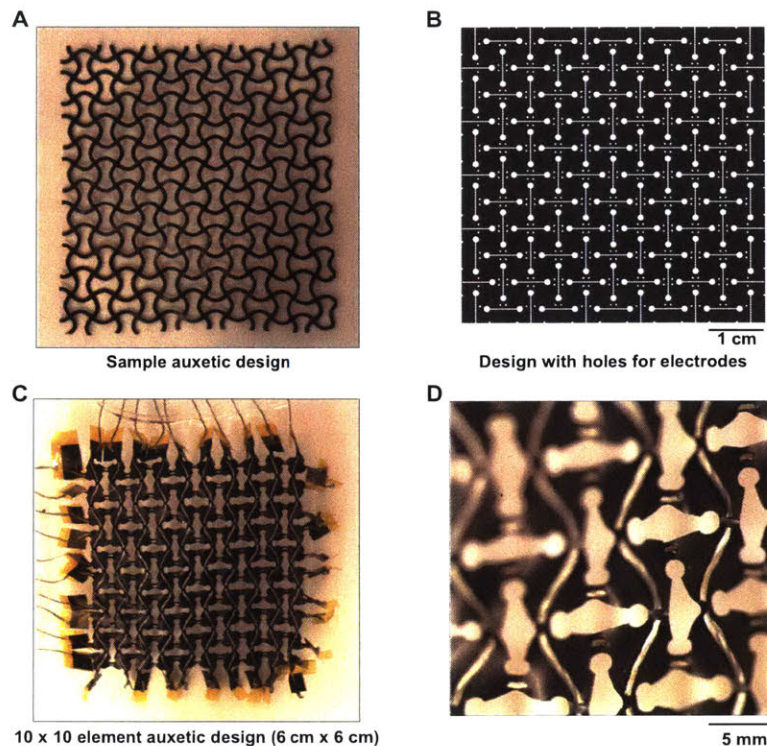 A
B
Sample auxetic design
1 cm
Design with holes for electrodes
C
D
10 x 10 element auxetic design (6 cm x 6 cm)
5 mm